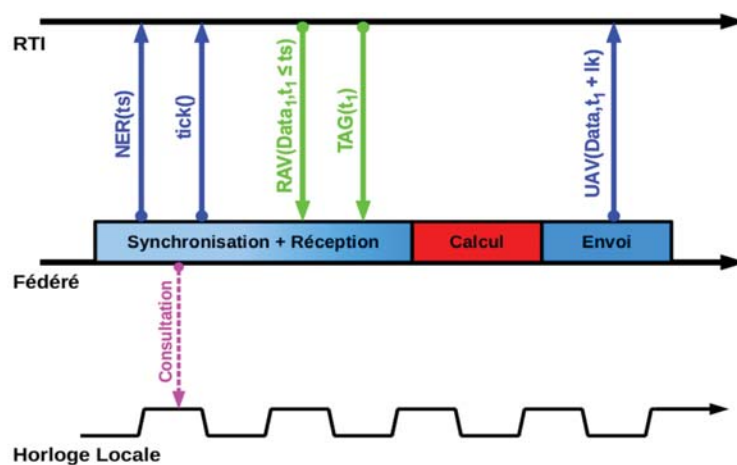 RTI
NER(ts)
tick()
RAV(Data₁,t₁ ≤ ts)
TAG(t₁)
UAV(Data,t₁ + lk)
Synchronisation + Réception
Calcul
Envoi
Fédéré
Consultation
Horloge Locale